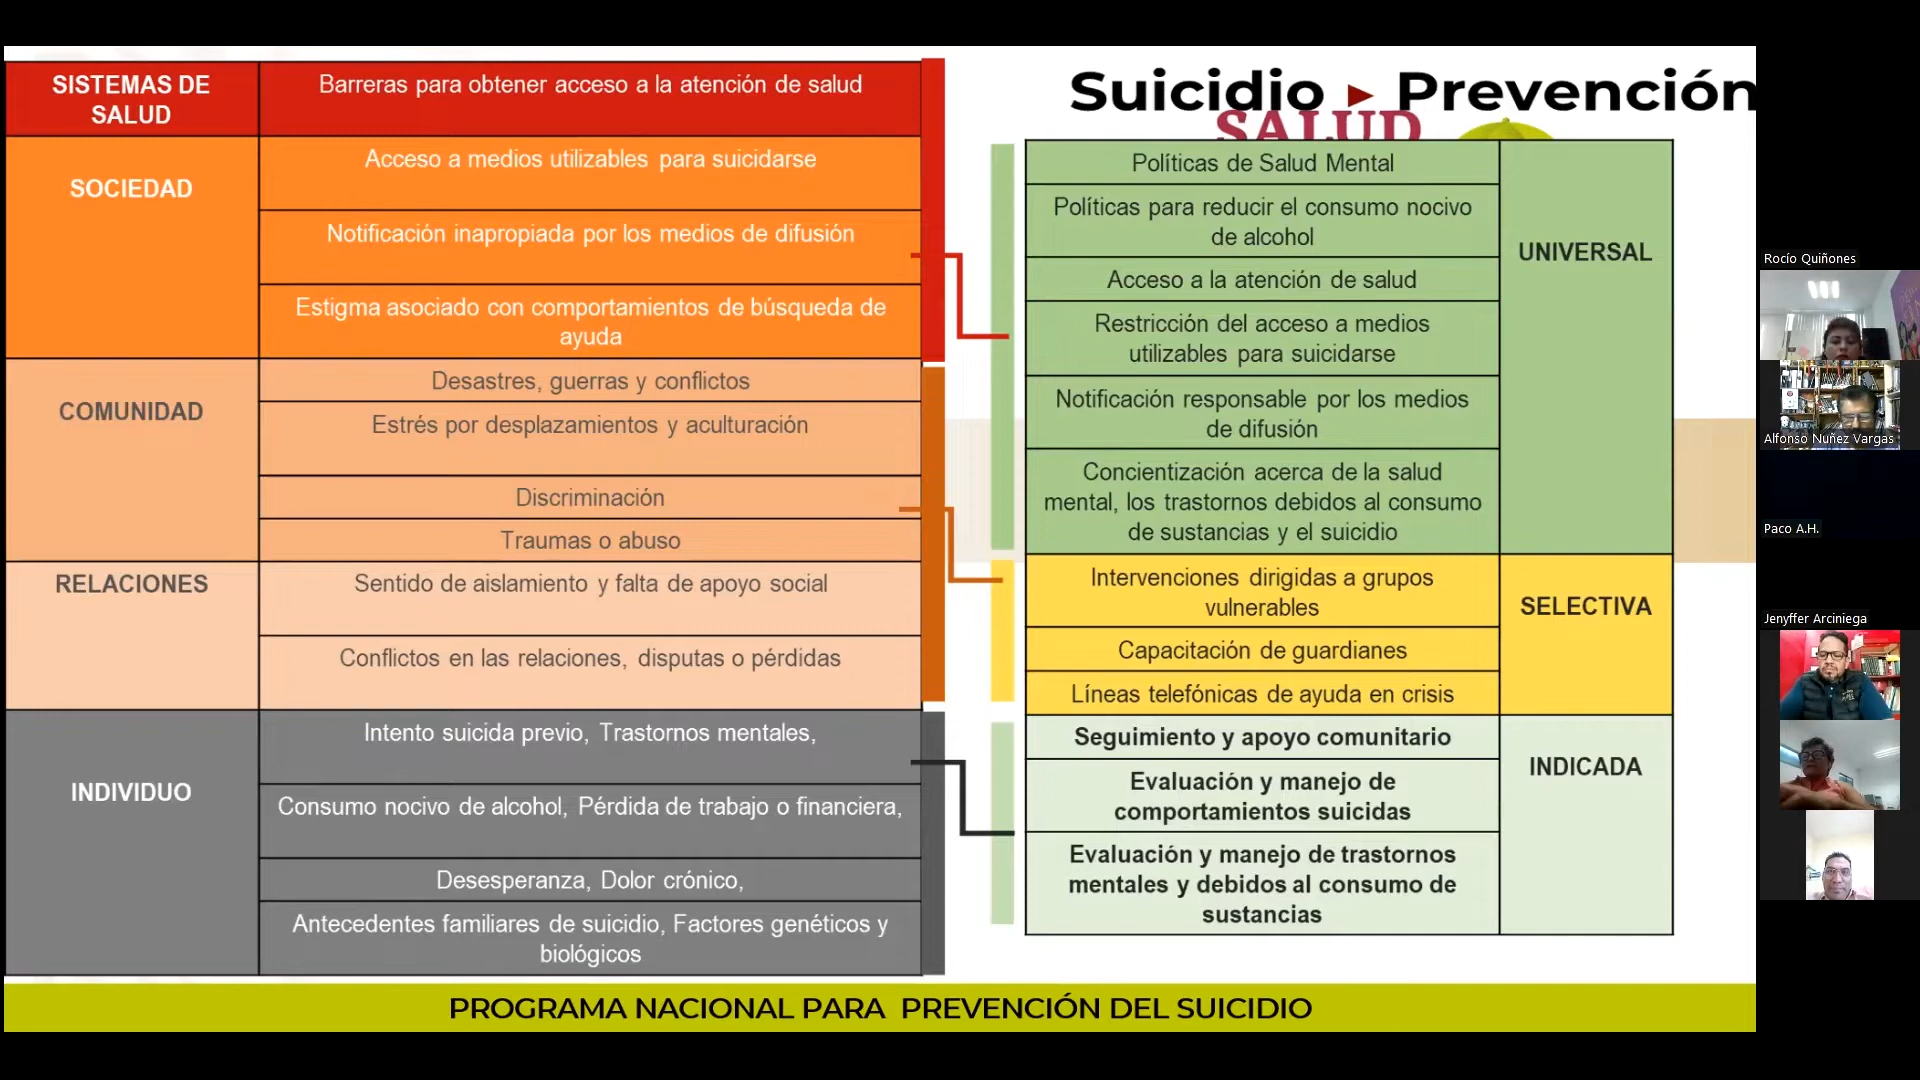 Suicidio ▸ Prevención
SALUD
SISTEMAS DE
SALUD
Barreras para obtener acceso a la atención de salud
SOCIEDAD
Acceso a medios utilizables para suicidarse
Notificación inapropiada por los medios de difusión
Estigma asociado con comportamientos de búsqueda de
ayuda
COMUNIDAD
Desastres, guerras y conflictos
Estrés por desplazamientos y aculturación
Discriminación
Traumas o abuso
RELACIONES
Sentido de aislamiento y falta de apoyo social
Conflictos en las relaciones, disputas o pérdidas
INDIVIDUO
Intento suicida previo, Trastornos mentales,
Consumo nocivo de alcohol, Pérdida de trabajo o financiera,
Desesperanza, Dolor crónico,
Antecedentes familiares de suicidio, Factores genéticos y
biológicos
Políticas de Salud Mental
Políticas para reducir el consumo nocivo
de alcohol
Acceso a la atención de salud
Restricción del acceso a medios
utilizables para suicidarse
Notificación responsable por los medios
de difusión
Concientización acerca de la salud
mental, los trastornos debidos al consumo
de sustancias y el suicidio
UNIVERSAL
Intervenciones dirigidas a grupos
vulnerables
Capacitación de guardianes
Líneas telefónicas de ayuda en crisis
SELECTIVA
Seguimiento y apoyo comunitario
Evaluación y manejo de
comportamientos suicidas
Evaluación y manejo de trastornos
mentales y debidos al consumo de
sustancias
INDICADA
PROGRAMA NACIONAL PARA PREVENCIÓN DEL SUICIDIO
Rocío Quiñones
Alfonso Nuñez Vargas
Paco A.H.
Jenyffer Arciniega